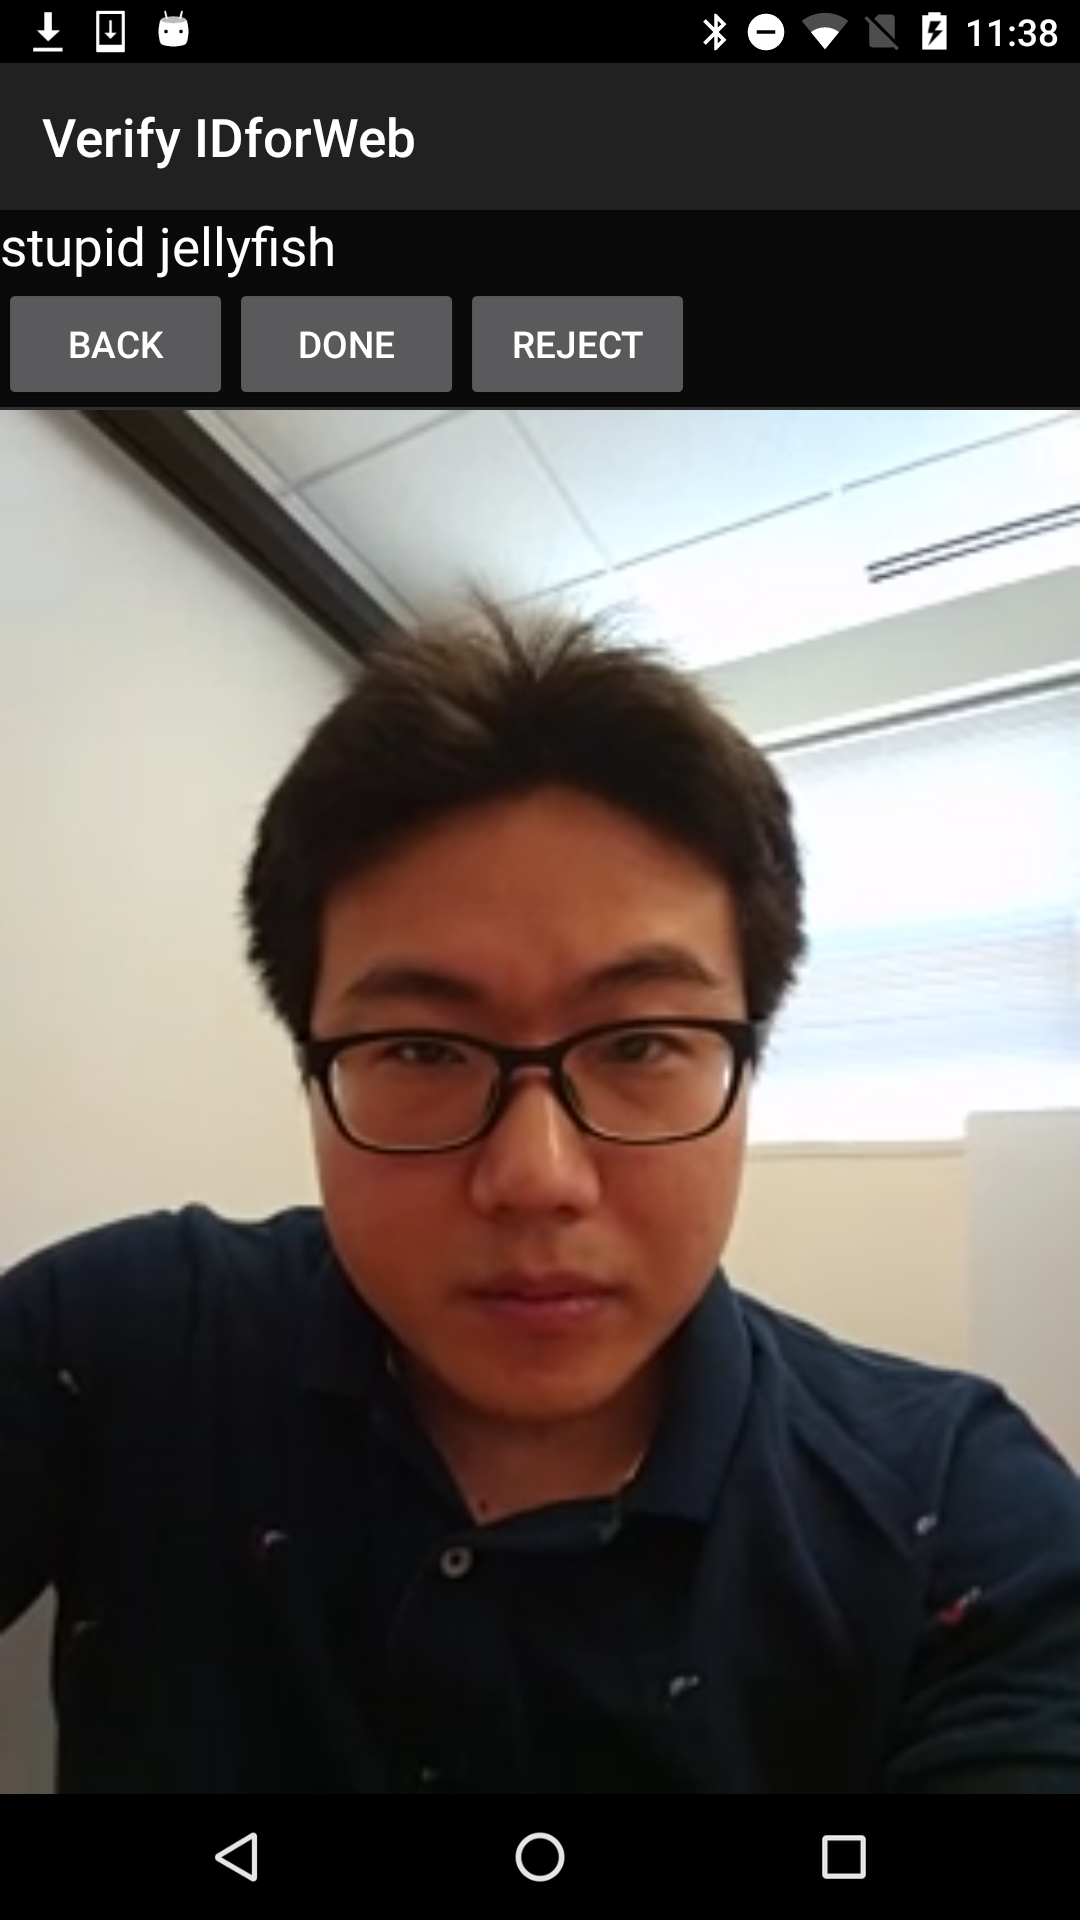 11:38
Verify IDforWeb
stupid jellyfish
BACK DONE REJECT